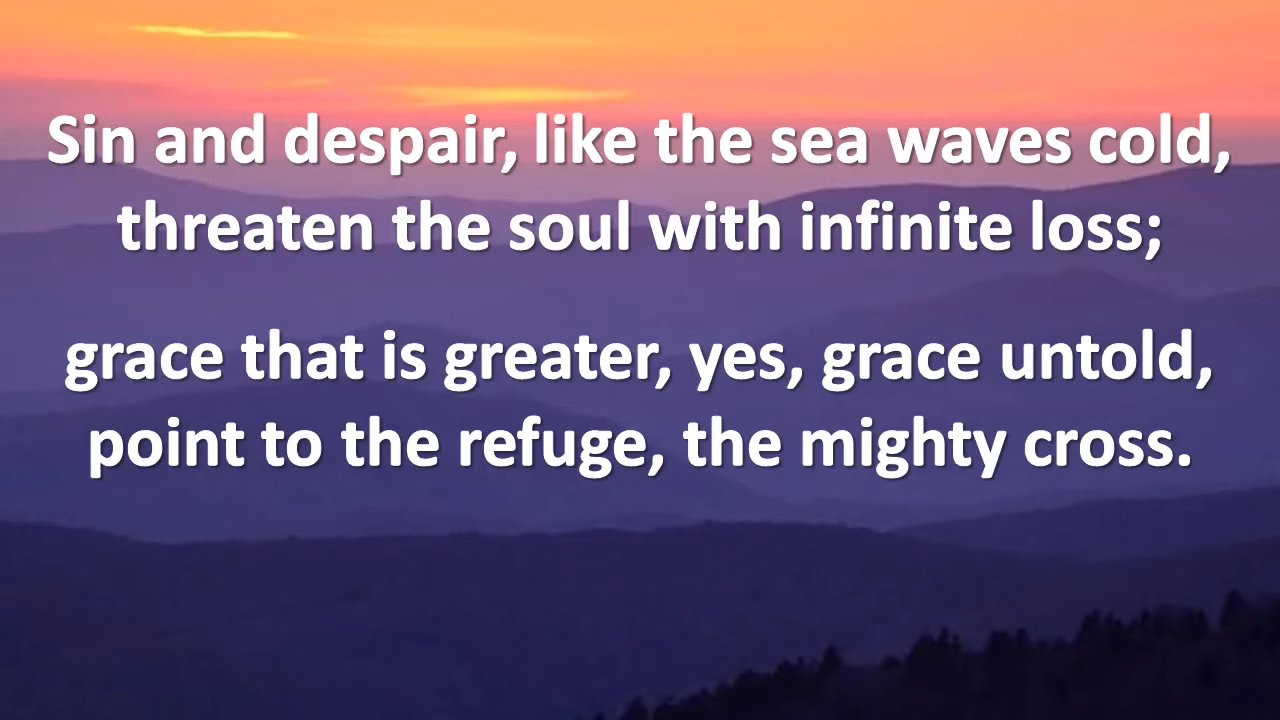 Sin and despair, like the sea waves cold,
threaten the soul with infinite loss;
grace that is greater, yes, grace untold,
point to the refuge, the mighty cross.